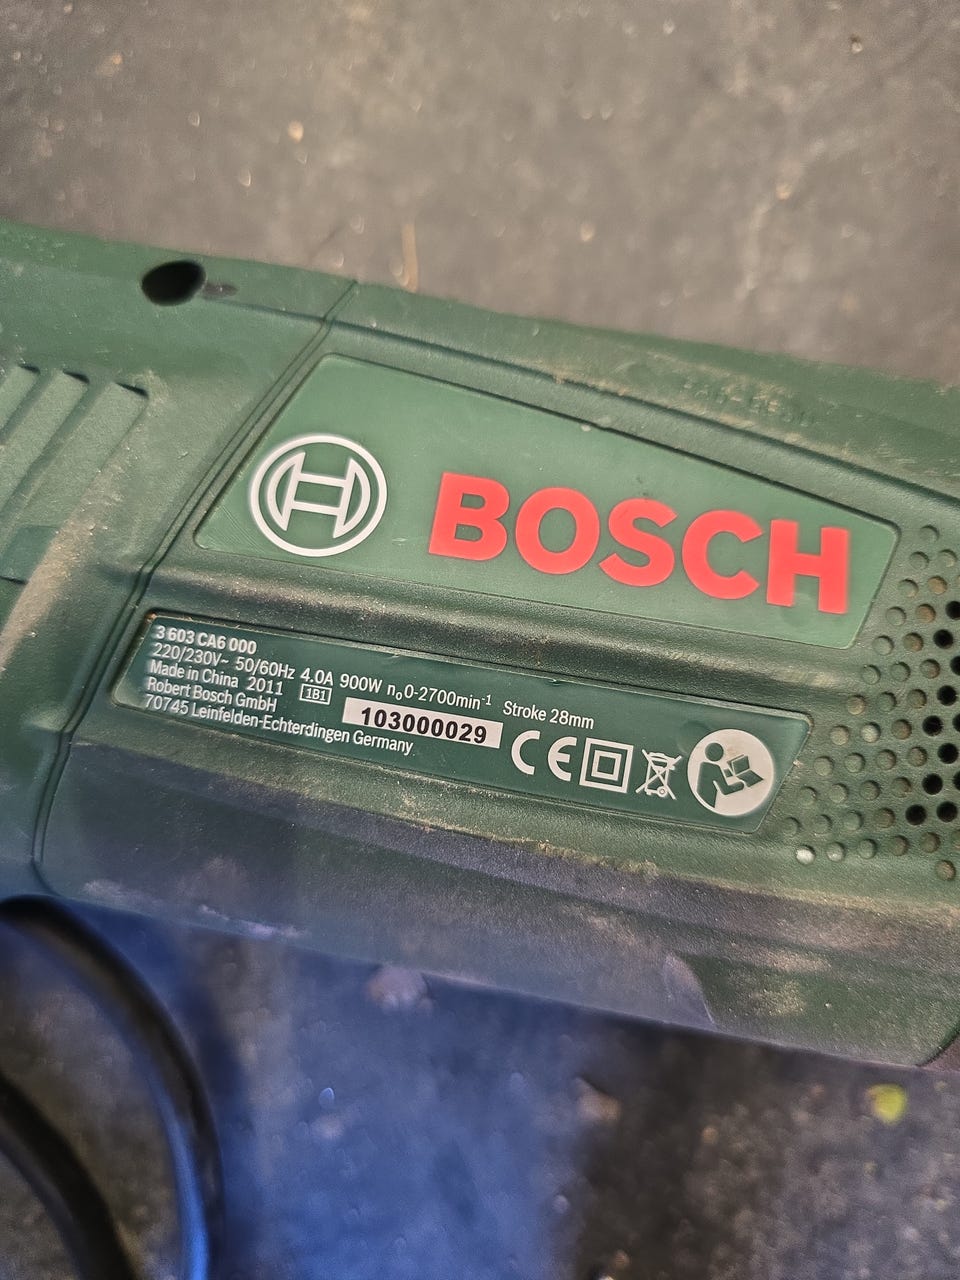 BOSCH
3 603 CA6 000
220/230V~ 50/60Hz 4.0A 900W n₀0-2700min⁻¹ Stroke 28mm
Made in China 2011 1B1
Robert Bosch GmbH 103000029
70745 Leinfelden-Echterdingen Germany
CE